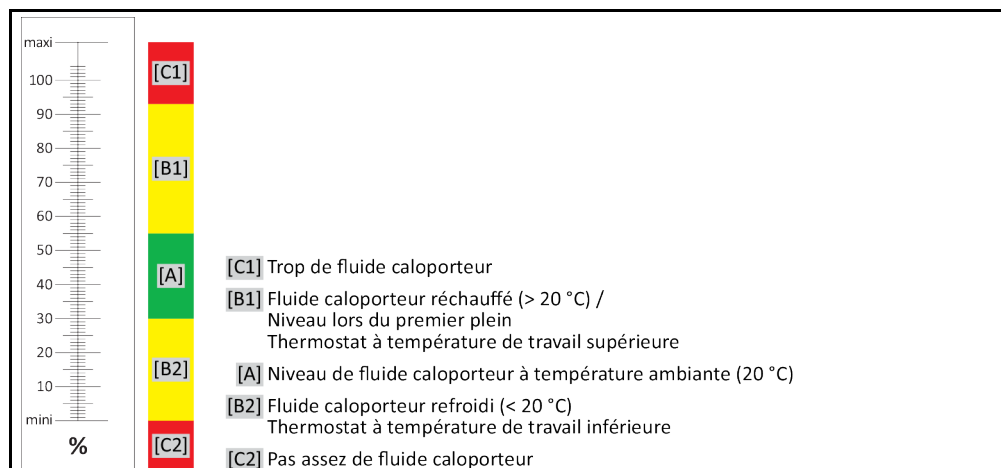 maxi
100
90
80
70
60
50
40
30
20
10
mini
%
[C1]
[B1]
[A]
[B2]
[C2]
[C1] Trop de fluide caloporteur
[B1] Fluide caloporteur réchauffé (> 20 °C) /
Niveau lors du premier plein
Thermostat à température de travail supérieure
[A] Niveau de fluide caloporteur à température ambiante (20 °C)
[B2] Fluide caloporteur refroidi (< 20 °C)
Thermostat à température de travail inférieure
[C2] Pas assez de fluide caloporteur